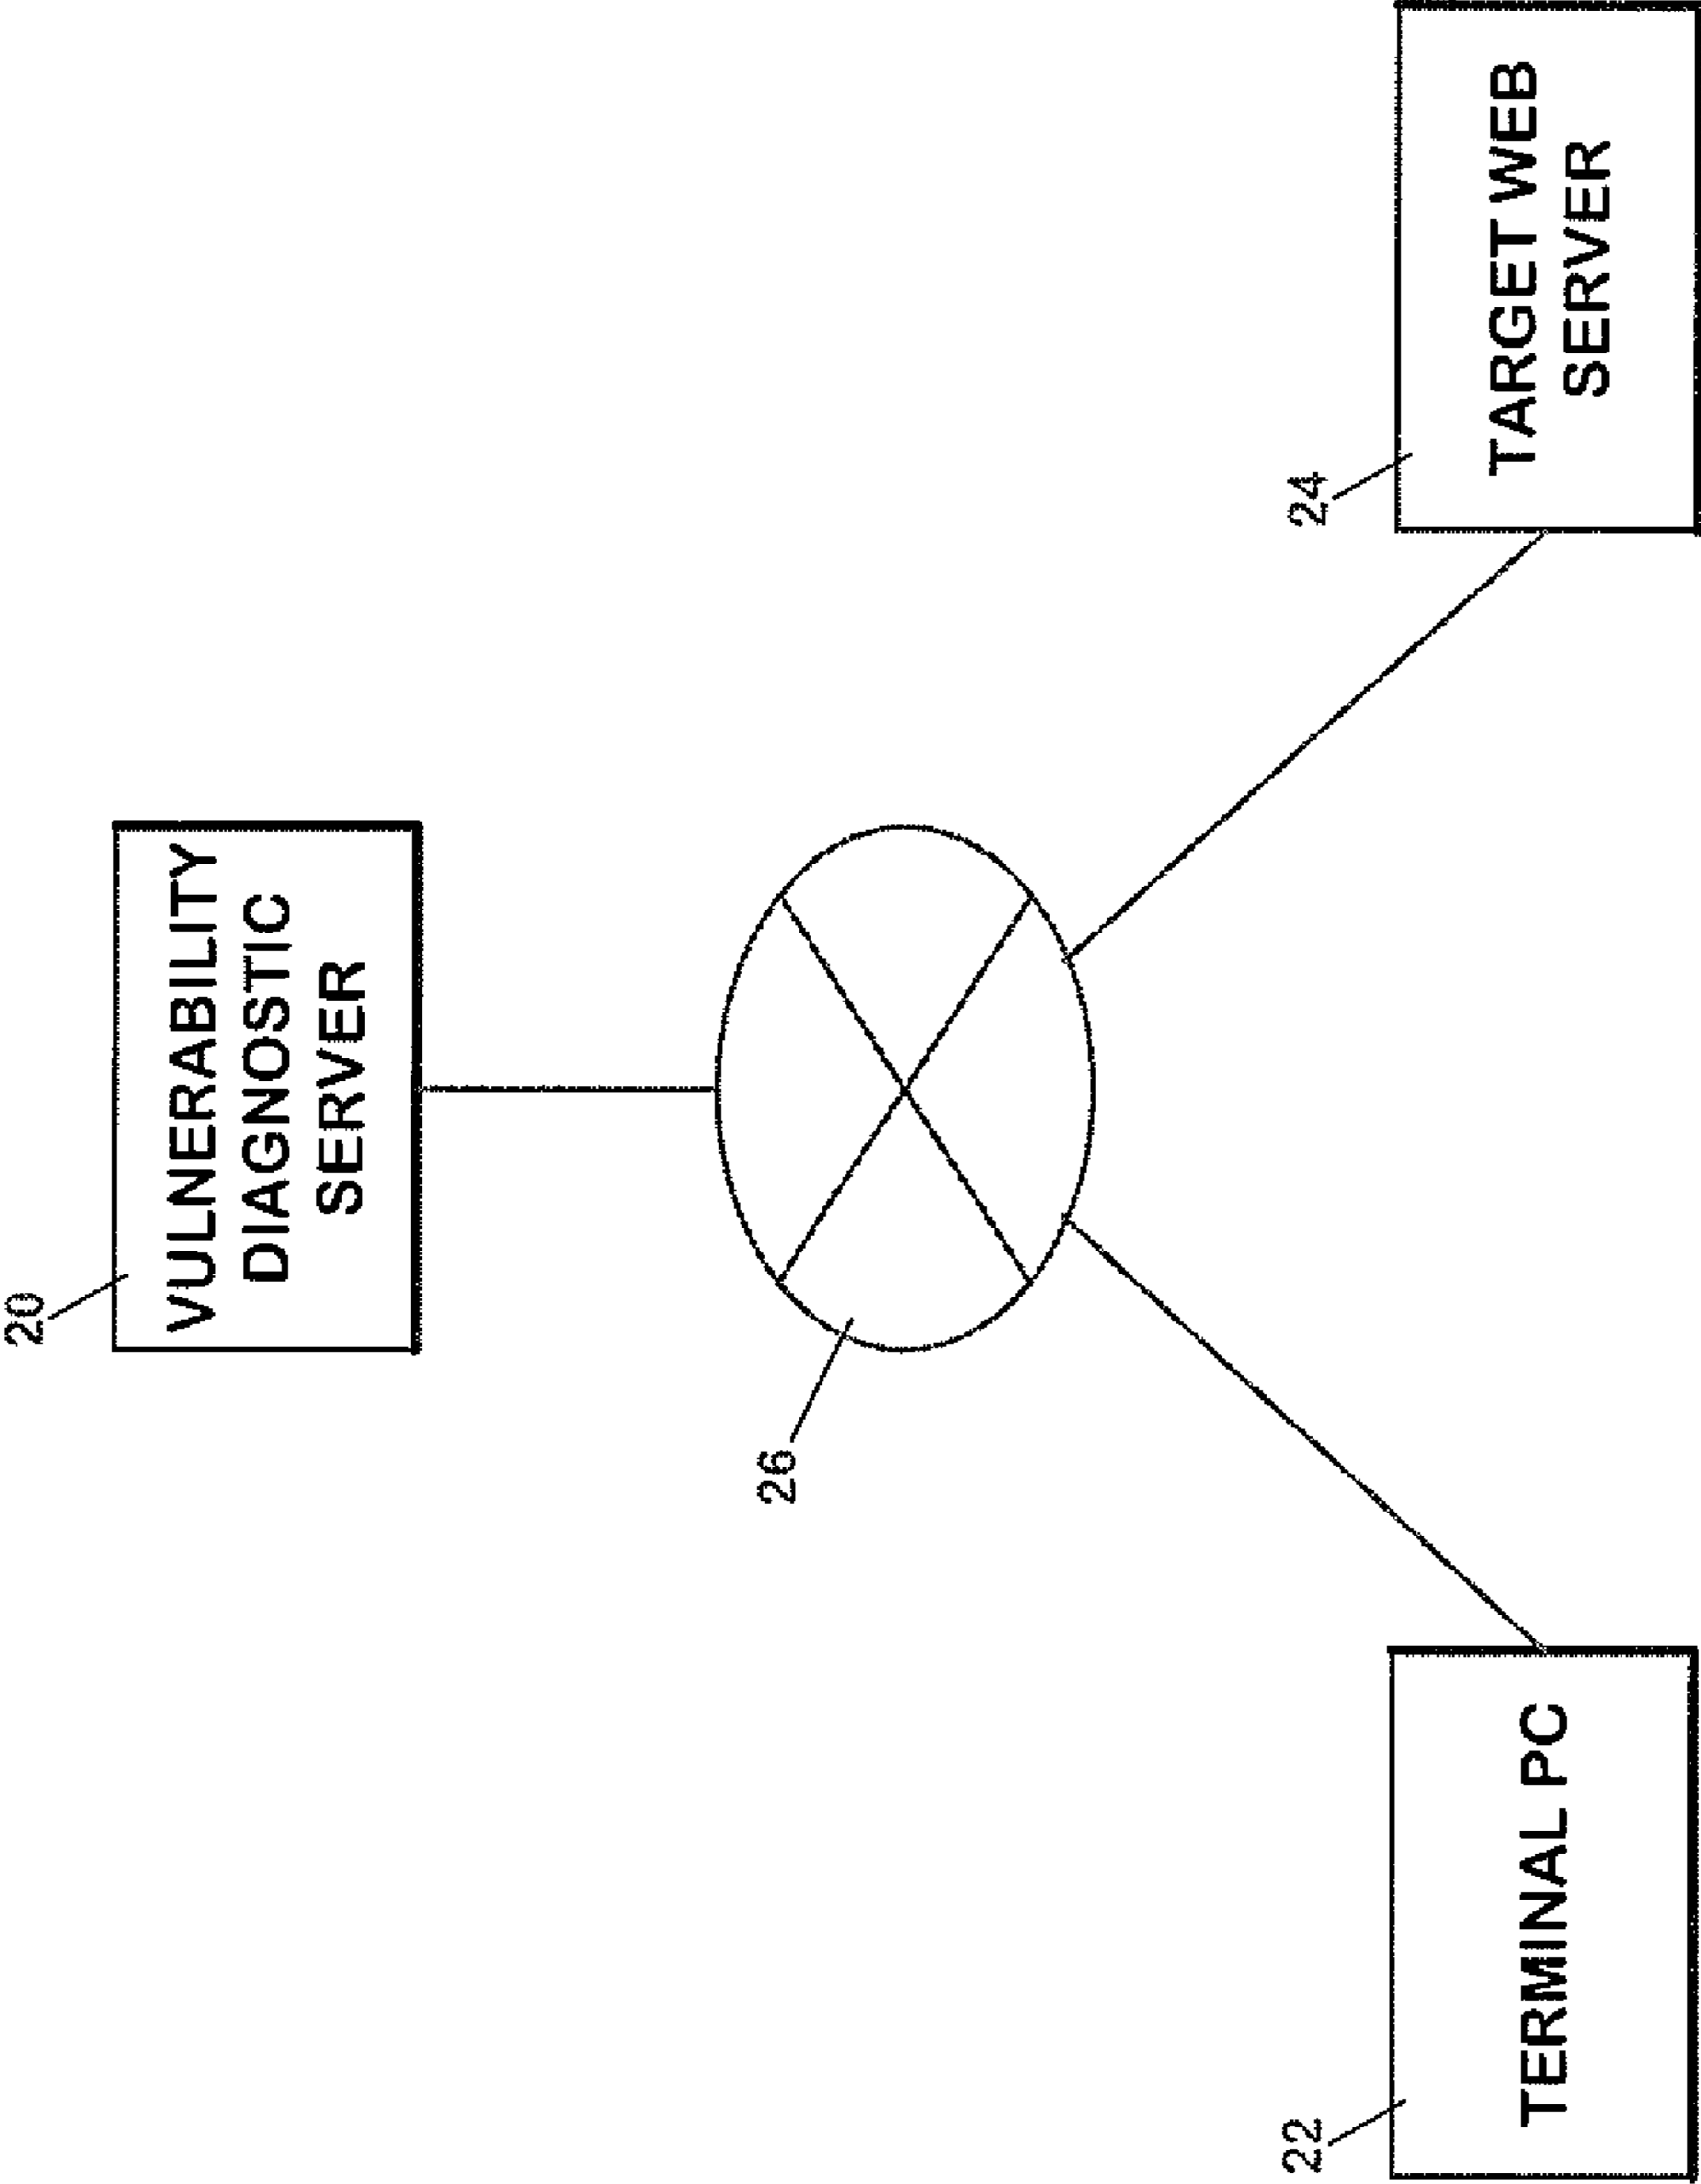 20
VULNERABILITY
DIAGNOSTIC
SERVER
26
22
TERMINAL PC
24
TARGET WEB
SERVER